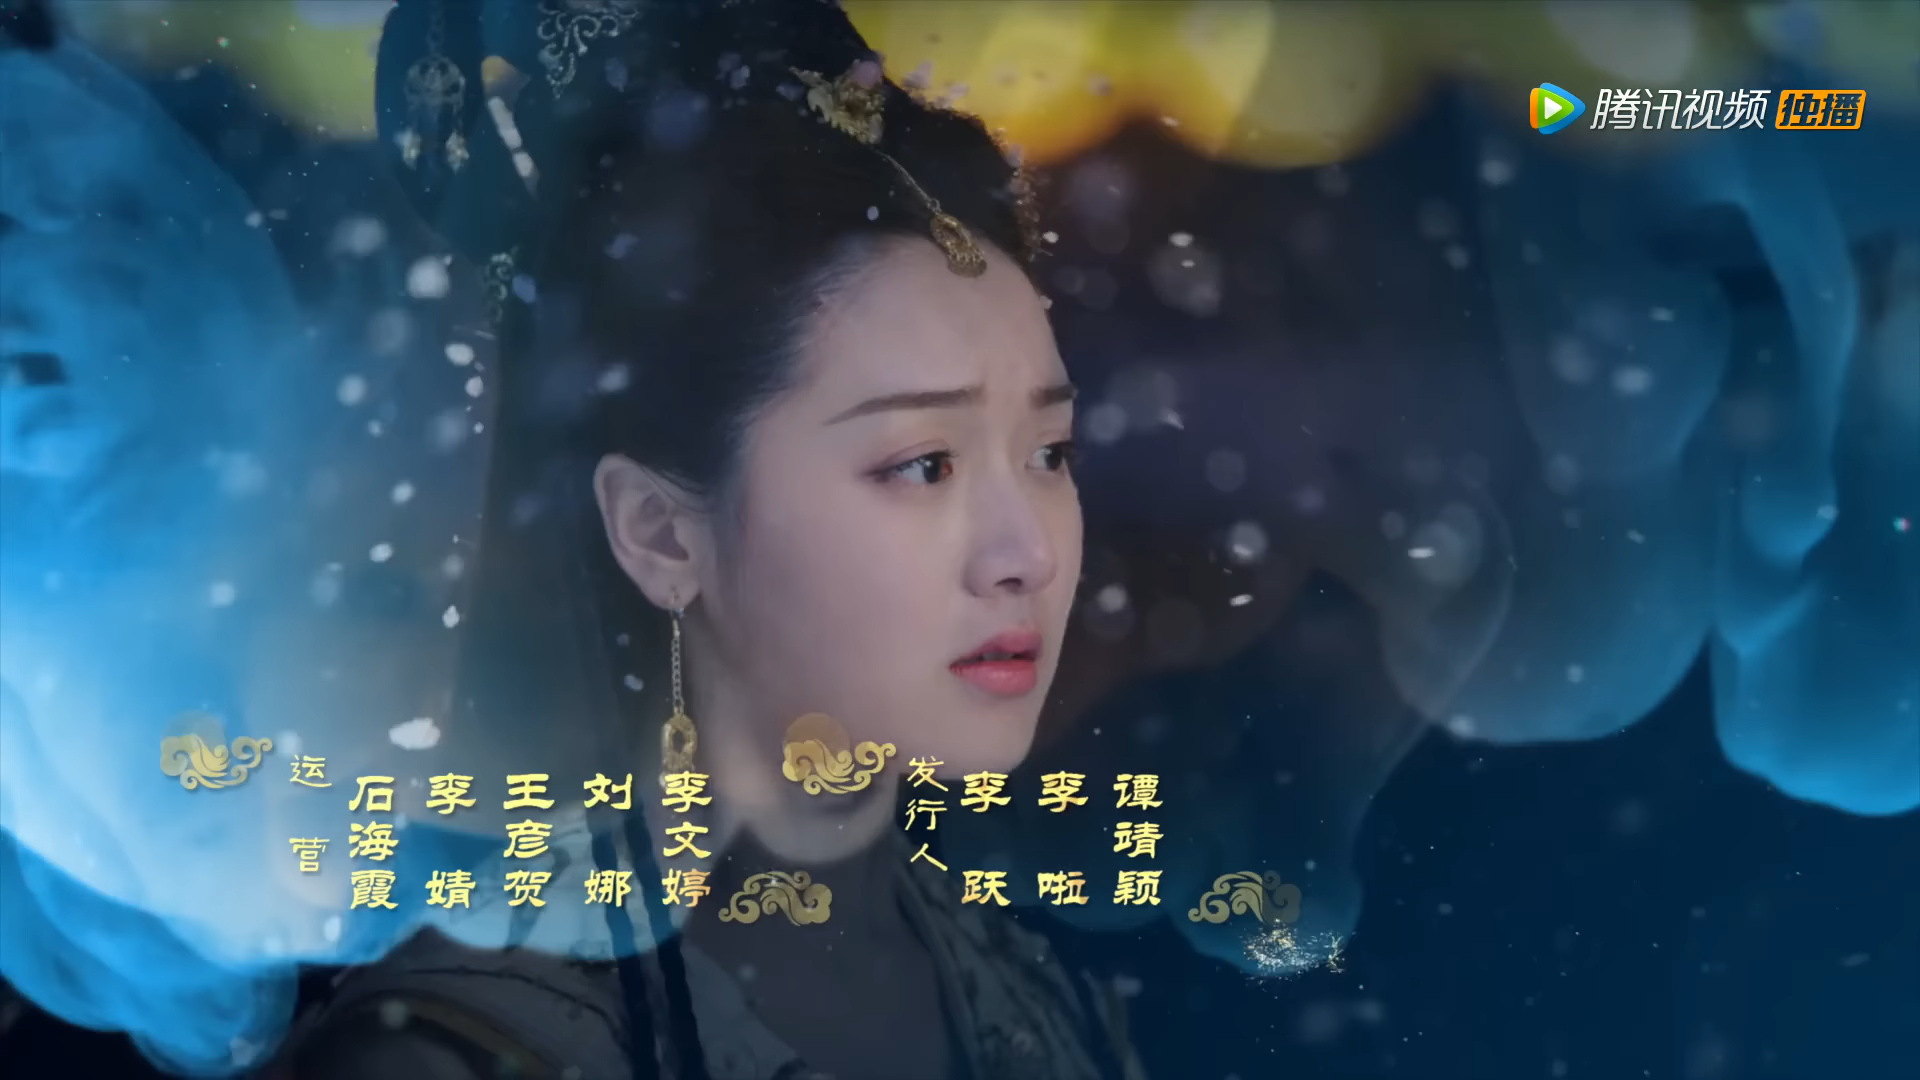 腾讯视频 独播
运营
石海霞
李婧
王彦贺
刘娜
李文婷
发行人
李跃
李啦
谭靖颖